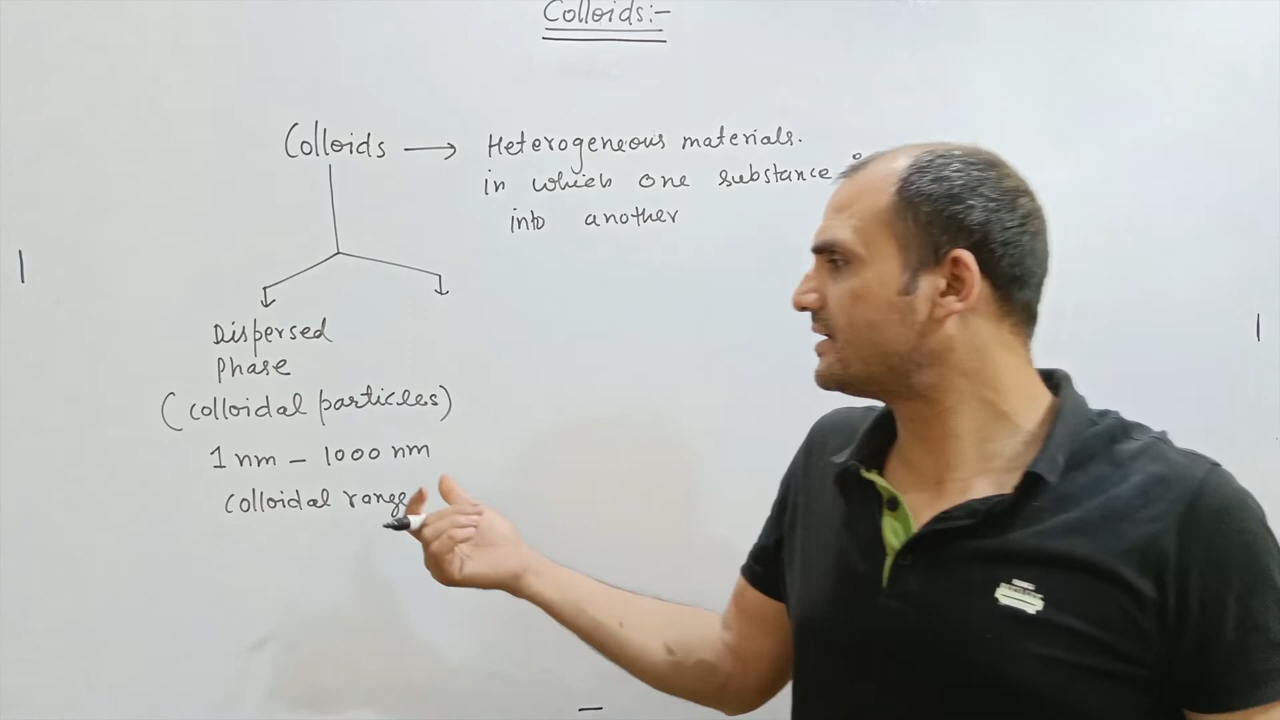 Colloids:-
Colloids → Heterogeneous materials.
in which one substance
into another
Dispersed
Phase
(colloidal particles)
1 nm - 1000 nm
Colloidal range